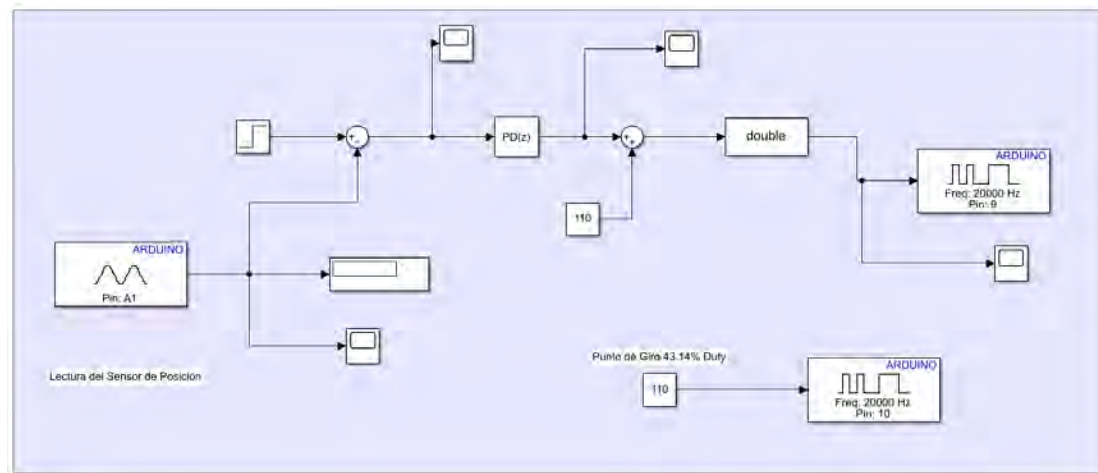 PD(z)
double
ARDUINO
Freq: 20000 Hz
Pin: 9
110
ARDUINO
Pin: A1
Lectura del Sensor de Posición
Punto de Giro 43.14% Duty
110
ARDUINO
Freq: 20000 Hz
Pin: 10